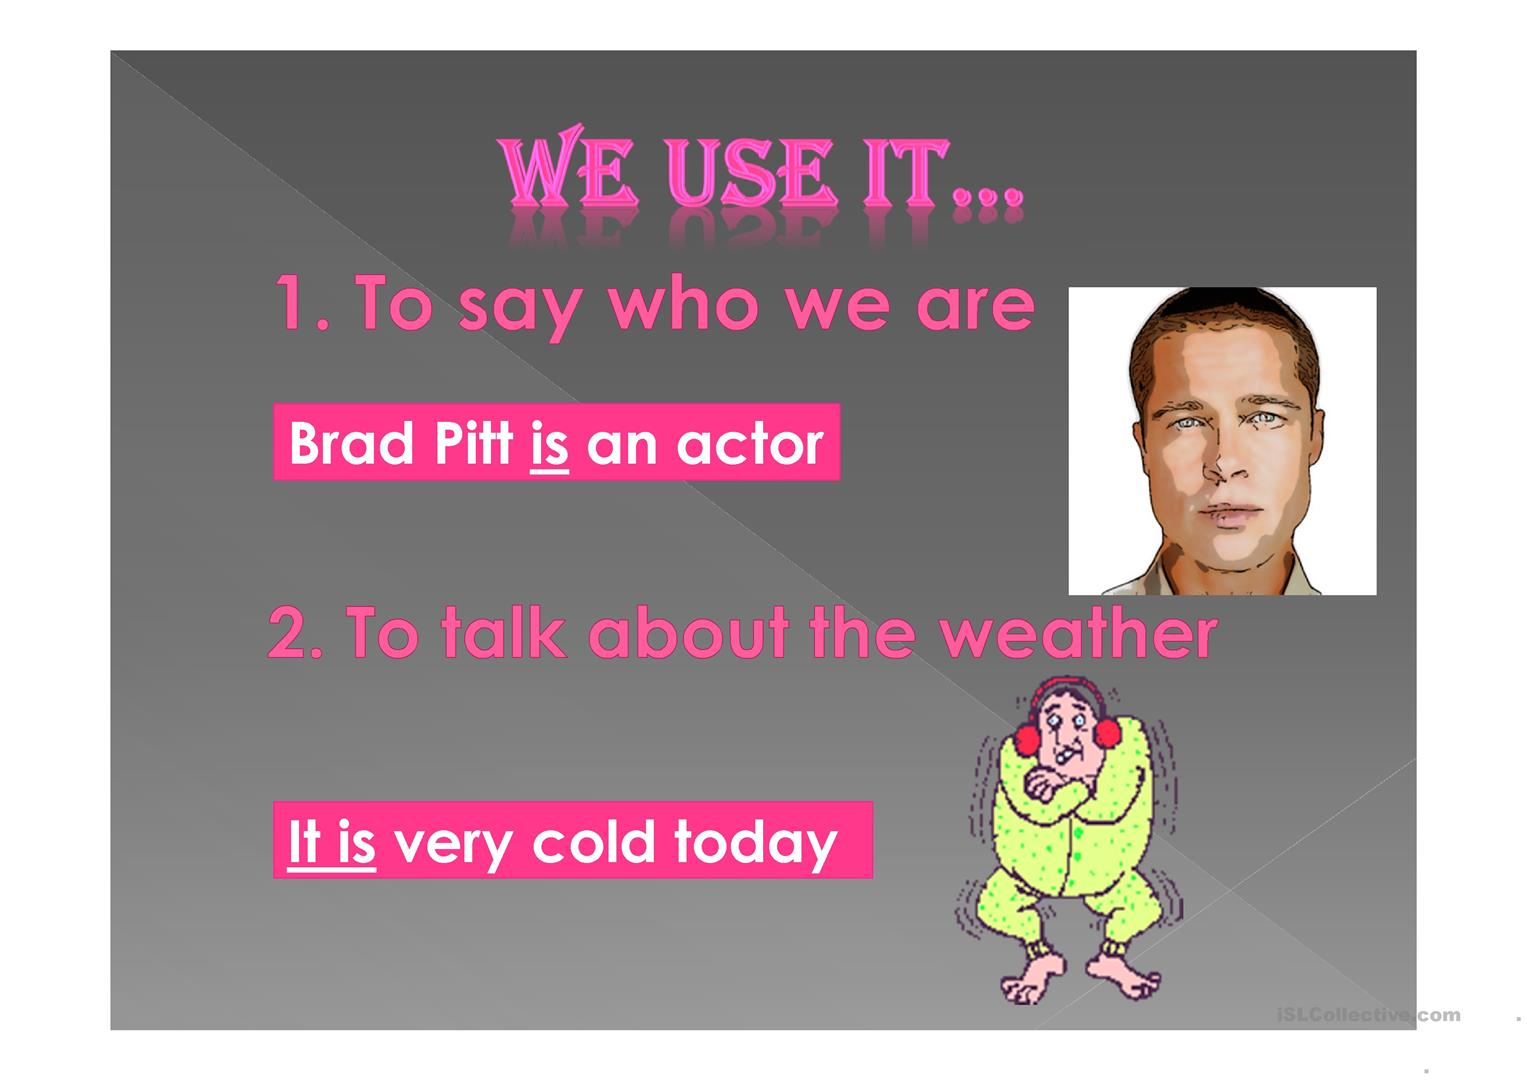 WE USE IT...
1. To say who we are
Brad Pitt is an actor
2. To talk about the weather
It is very cold today
iSLCollective.com